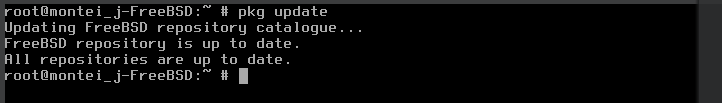 root@montei_j-FreeBSD:~ # pkg update
Updating FreeBSD repository catalogue...
FreeBSD repository is up to date.
All repositories are up to date.
root@montei_j-FreeBSD:~ #